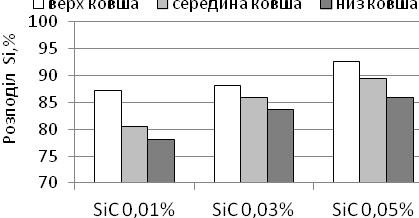 верх ковша середина ковша низ ковша
Розподіл Si,%
100
95
90
85
80
75
70
SiC 0,01% SiC 0,03% SiC 0,05%